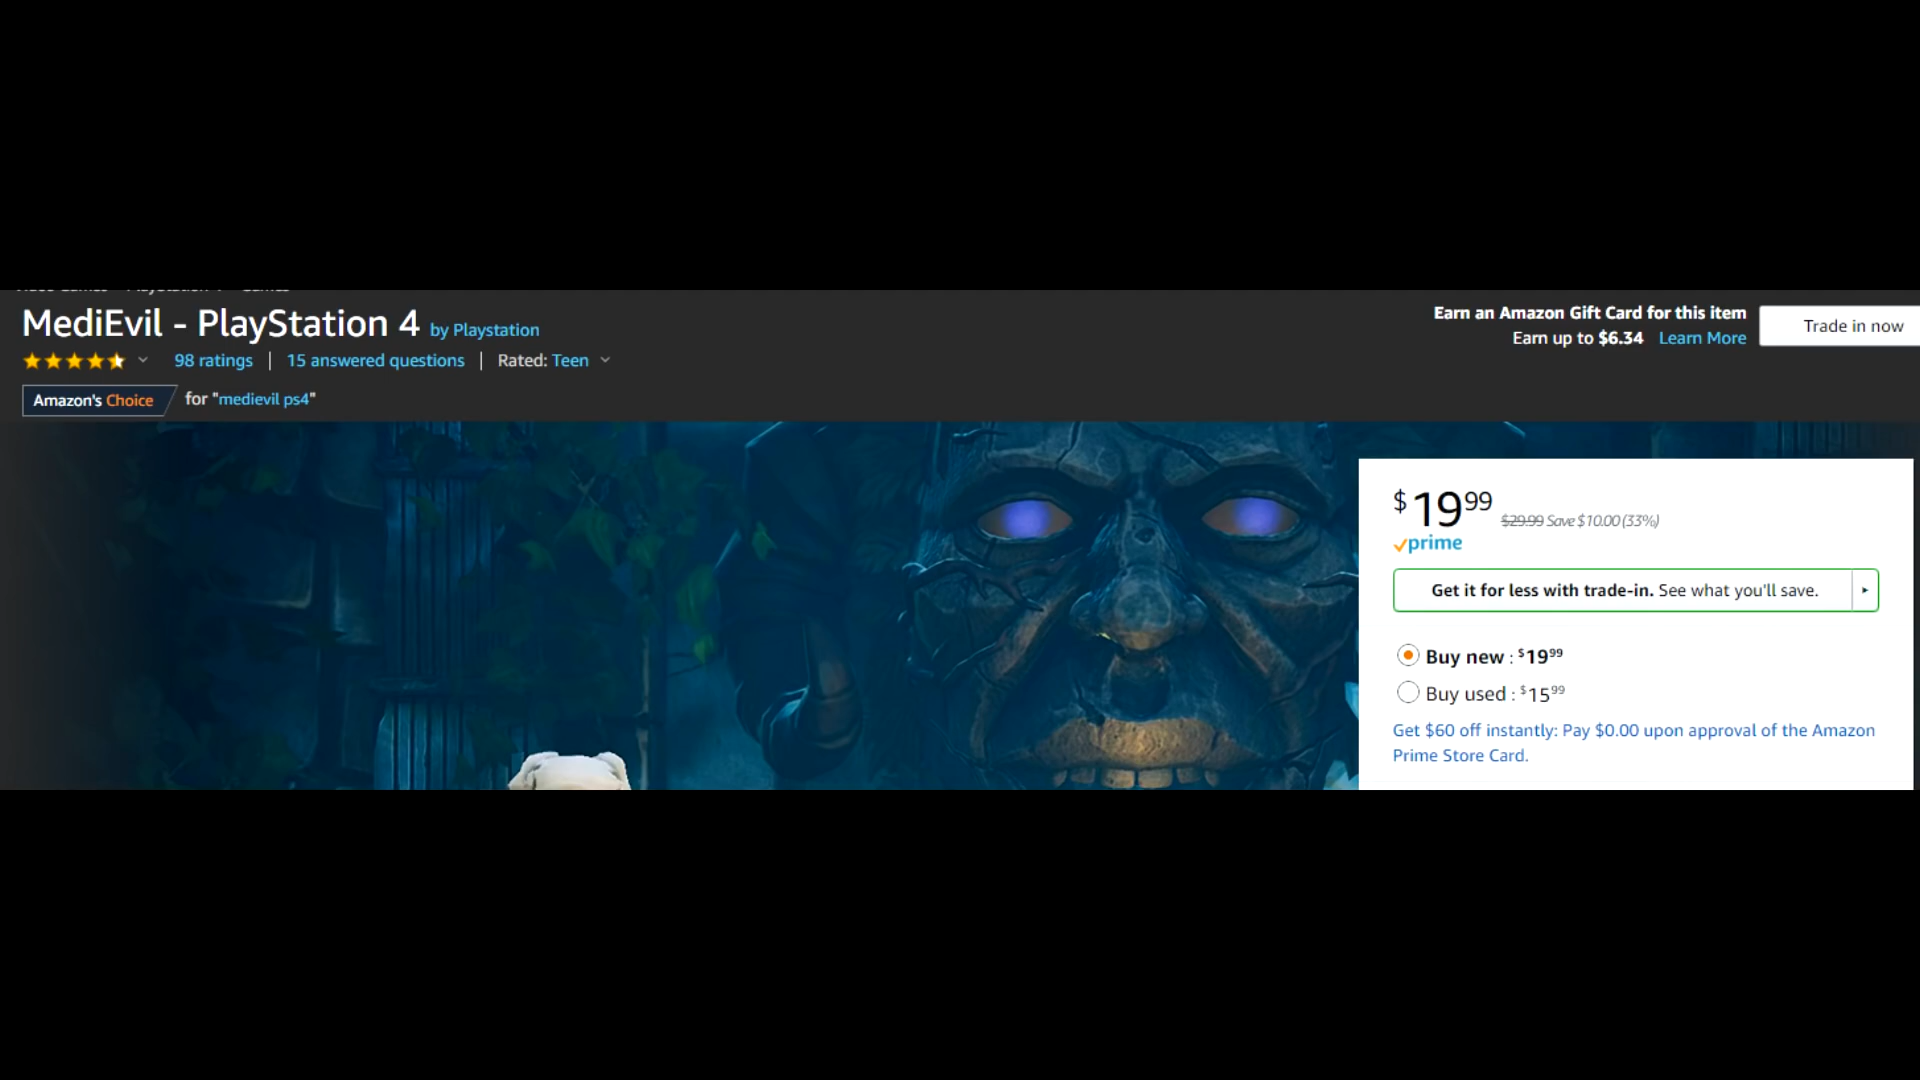 MediEvil - PlayStation 4 by Playstation
98 ratings | 15 answered questions | Rated: Teen
Amazon's Choice for "medievil ps4"
Earn an Amazon Gift Card for this item
Earn up to $6.34 Learn More
Trade in now
$19.99 $29.99 Save $10.00 (33%)
prime
Get it for less with trade-in. See what you'll save.
Buy new : $19.99
Buy used : $15.99
Get $60 off instantly: Pay $0.00 upon approval of the Amazon
Prime Store Card.